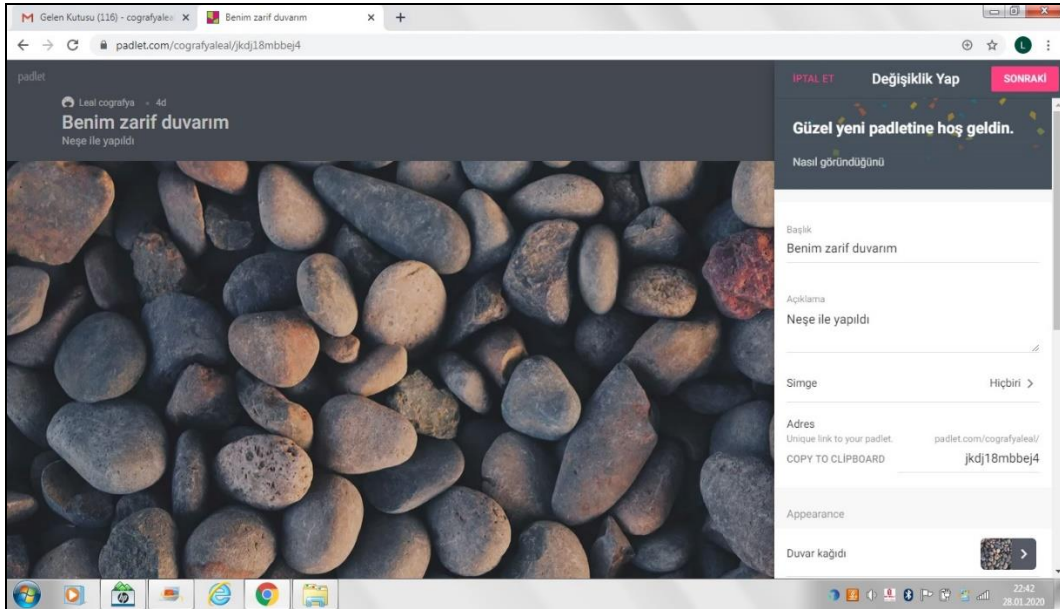 Gelen Kutusu (116) - cografyaleal
Benim zarif duvarım
padlet.com/cografyaleal/jkdj18mbbej4
L
padlet
Leal cografya • 4d
Benim zarif duvarım
Neşe ile yapıldı
İPTAL ET
Değişiklik Yap
SONRAKİ
Güzel yeni padletine hoş geldin.
Nasıl göründüğünü
Başlık
Benim zarif duvarım
Açıklama
Neşe ile yapıldı
Simge
Hiçbiri >
Adres
Unique link to your padlet.
padlet.com/cografyaleal/
COPY TO CLİPBOARD
jkdj18mbbej4
Appearance
Duvar kağıdı
22:42
28.01.2020